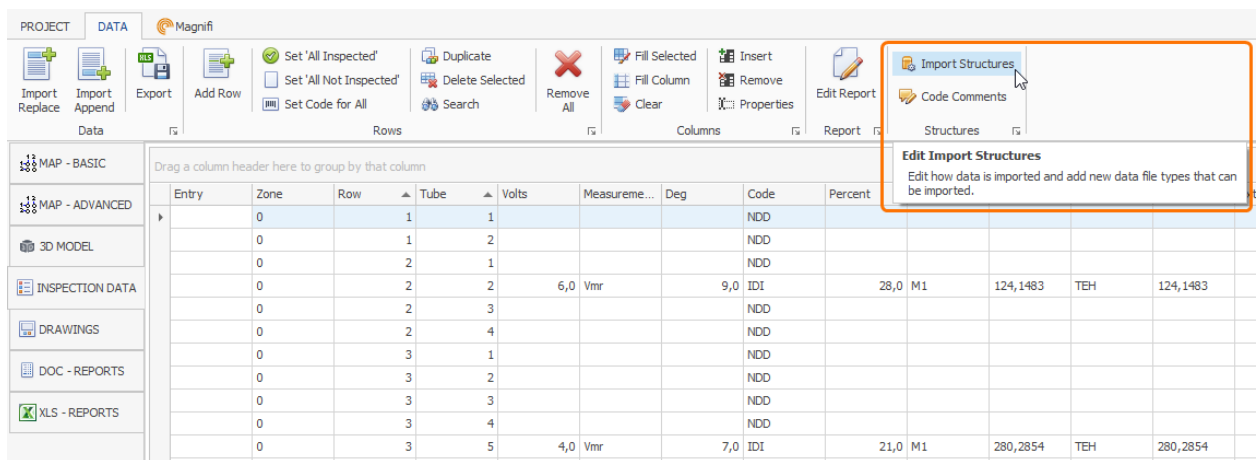 PROJECT DATA Magnifi
Import Replace Import Append Export Add Row Set 'All Inspected' Set 'All Not Inspected' Set Code for All Duplicate Delete Selected Search Remove All Fill Selected Fill Column Clear Insert Remove Properties Edit Report Import Structures Code Comments
Data Rows Columns Report Structures
Edit Import Structures
Edit how data is imported and add new data file types that can
be imported.
MAP - BASIC
MAP - ADVANCED
3D MODEL
INSPECTION DATA
DRAWINGS
DOC - REPORTS
XLS - REPORTS
Drag a column header here to group by that column
Entry Zone Row Tube Volts Measureme... Deg Code Percent
0 1 1 NDD
0 1 2 NDD
0 2 1 NDD
0 2 2 6,0 Vmr 9,0 IDI 28,0 M1 124,1483 TEH 124,1483
0 2 3 NDD
0 2 4 NDD
0 3 1 NDD
0 3 2 NDD
0 3 3 NDD
0 3 4 NDD
0 3 5 4,0 Vmr 7,0 IDI 21,0 M1 280,2854 TEH 280,2854